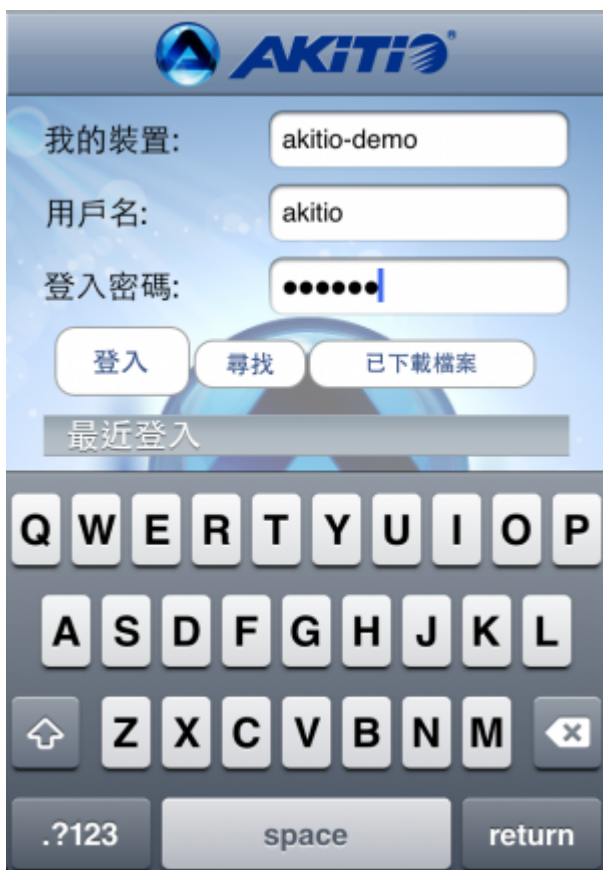 AKiTiO®
我的裝置: akitio-demo
用戶名: akitio
登入密碼: ••••••
登入 尋找 已下載檔案
最近登入
Q W E R T Y U I O P
A S D F G H J K L
Z X C V B N M
.?123 space return